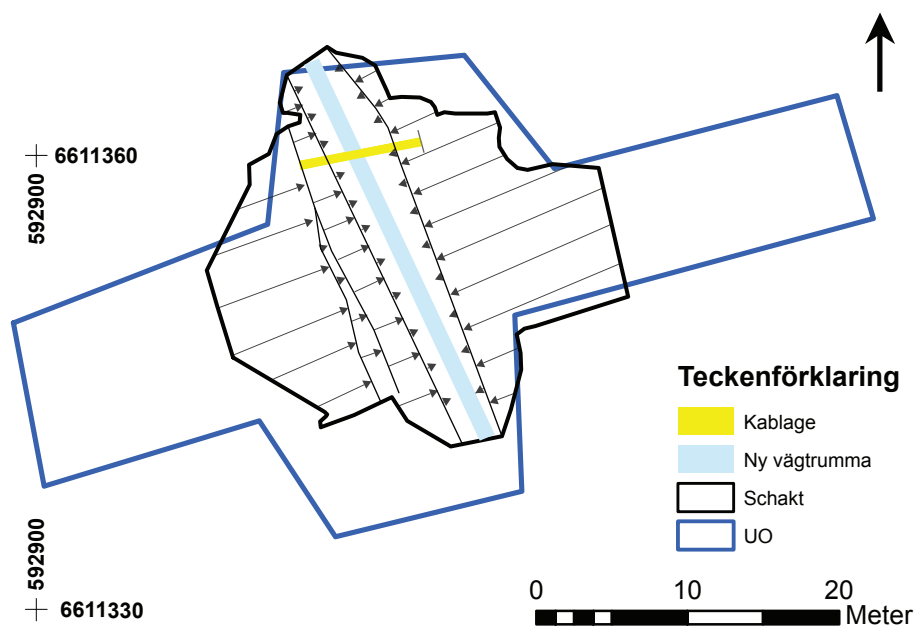 6611360
592900
Teckenförklaring
Kablage
Ny vägtrumma
Schakt
UO
592900
6611330
0 10 20
Meter